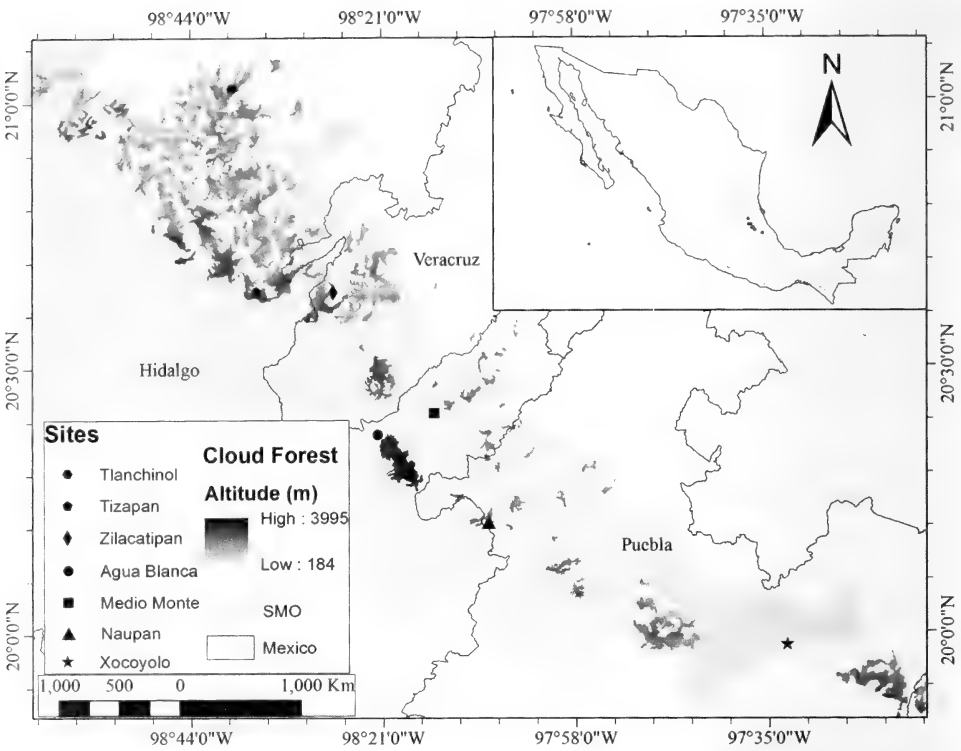 98°44'0"W 98°21'0"W 97°58'0"W 97°35'0"W
N
21°0'0"N
21°0'0"N
Veracruz
Hidalgo
20°30'0"N
20°30'0"N
Puebla
20°0'0"N
20°0'0"N
Sites
Tlanchinol
Tizapan
Zilacatipan
Agua Blanca
Medio Monte
Naupan
Xocoyolo
Cloud Forest
Altitude (m)
High : 3995
Low : 184
SMO
Mexico
1,000 500 0 1,000 Km
98°44'0"W 98°21'0"W 97°58'0"W 97°35'0"W